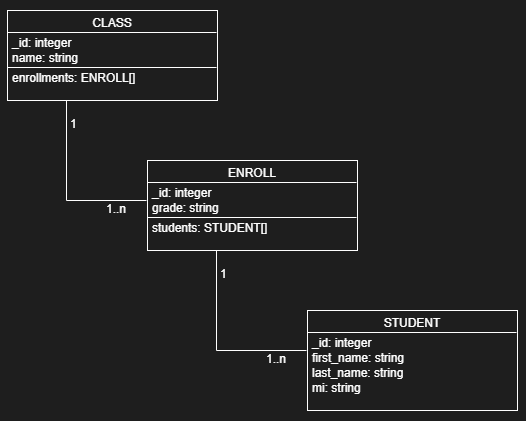 CLASS
_id: integer
name: string
enrollments: ENROLL[]
1
1..n
ENROLL
_id: integer
grade: string
students: STUDENT[]
1
1..n
STUDENT
_id: integer
first_name: string
last_name: string
mi: string